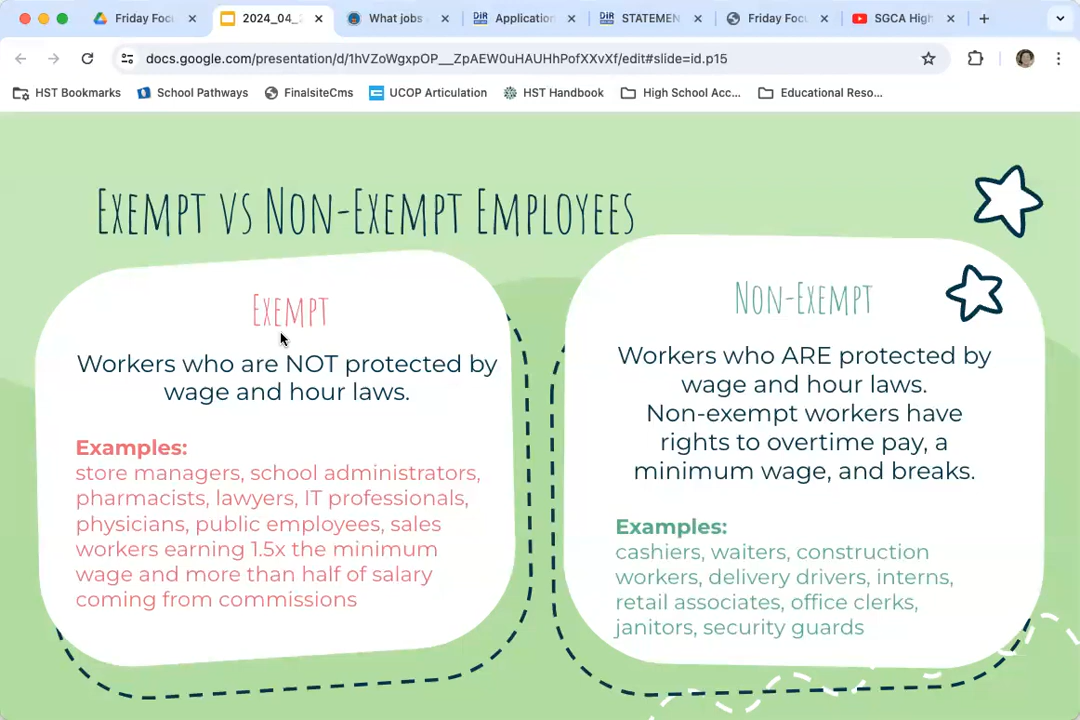 Friday Foc
2024_04_
What jobs
Application
STATEMEN
Friday Foc
SGCA High
docs.google.com/presentation/d/1hVZoWgxpOP__ZpAEW0uHAUHhPofXXvXf/edit#slide=id.p15
HST Bookmarks
School Pathways
FinalsiteCms
UCOP Articulation
HST Handbook
High School Acc...
Educational Reso...
Exempt vs Non-Exempt Employees
Exempt
Workers who are NOT protected by
wage and hour laws.
Examples:
store managers, school administrators,
pharmacists, lawyers, IT professionals,
physicians, public employees, sales
workers earning 1.5x the minimum
wage and more than half of salary
coming from commissions
Non-Exempt
Workers who ARE protected by
wage and hour laws.
Non-exempt workers have
rights to overtime pay, a
minimum wage, and breaks.
Examples:
cashiers, waiters, construction
workers, delivery drivers, interns,
retail associates, office clerks,
janitors, security guards